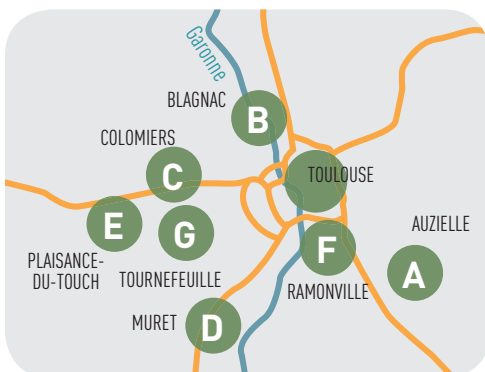 Garonne
BLAGNAC
B
COLOMIERS
C
TOULOUSE
E
G
F
AUZIELLE
A
PLAISANCE-
DU-TOUCH
TOURNEFEUILLE
RAMONVILLE
MURET
D